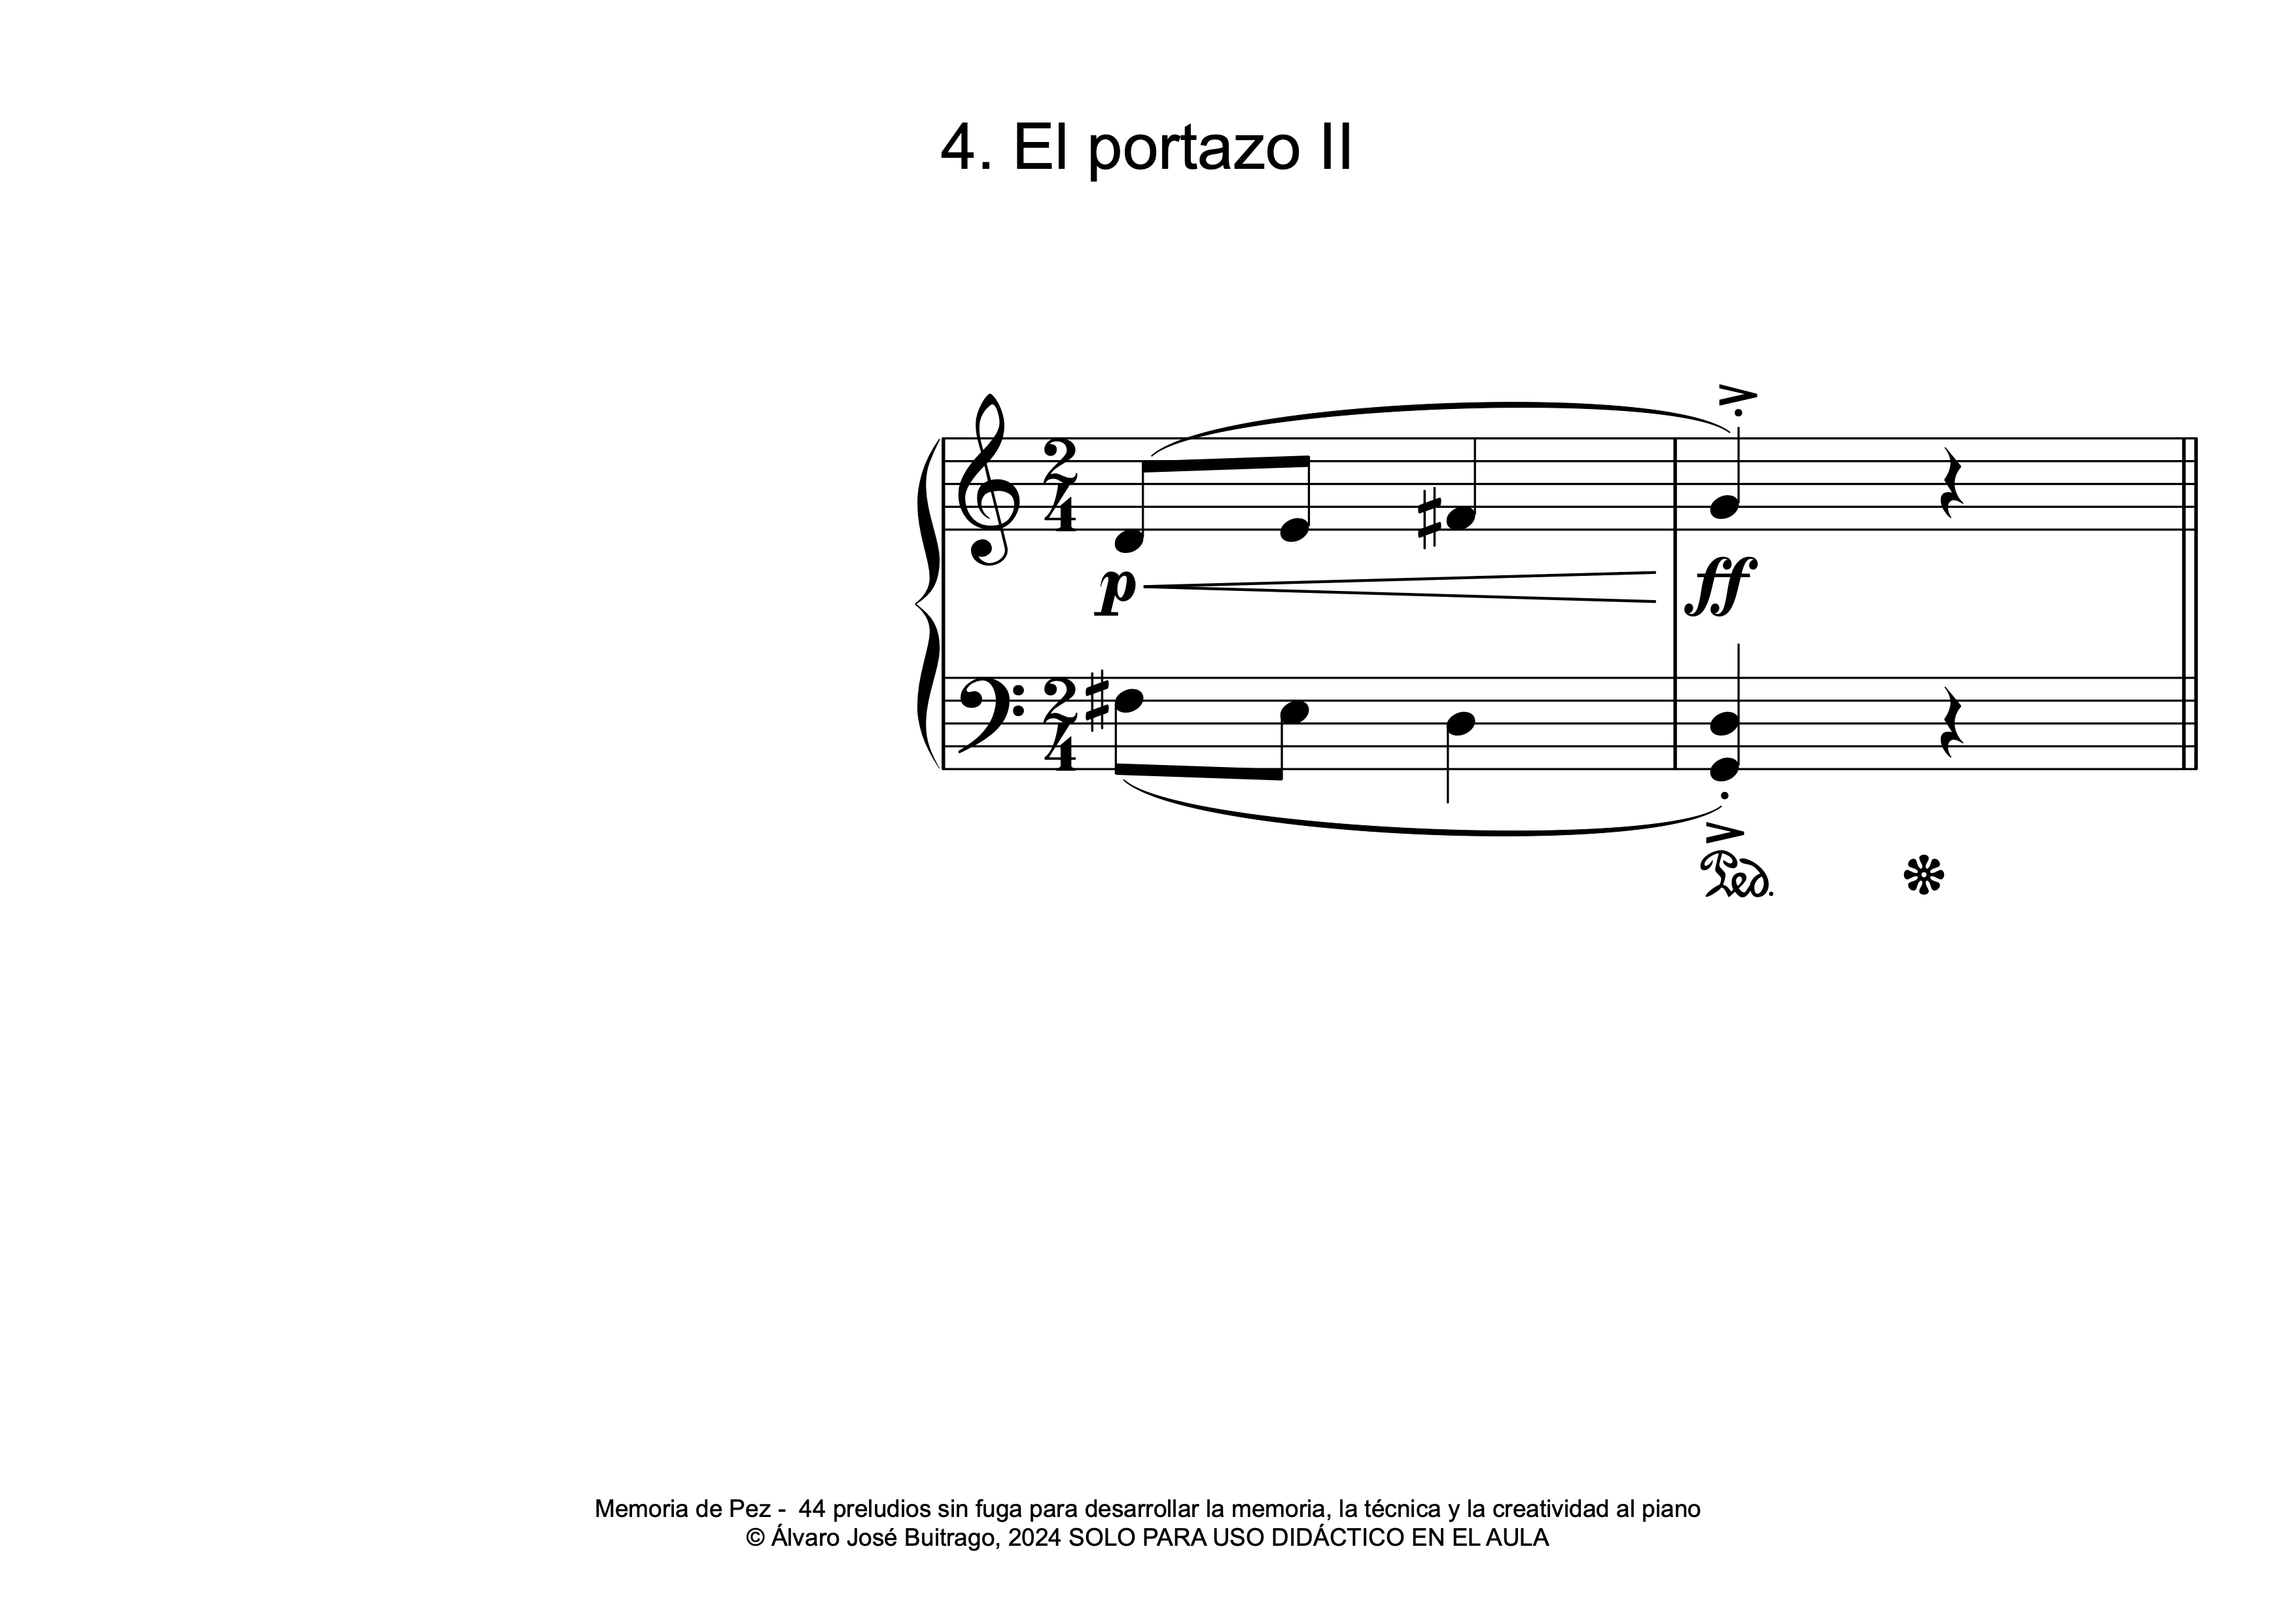 4. El portazo II
2
4
p
ff
2
4
Ped.
Memoria de Pez -  44 preludios sin fuga para desarrollar la memoria, la técnica y la creatividad al piano
© Álvaro José Buitrago, 2024 SOLO PARA USO DIDÁCTICO EN EL AULA